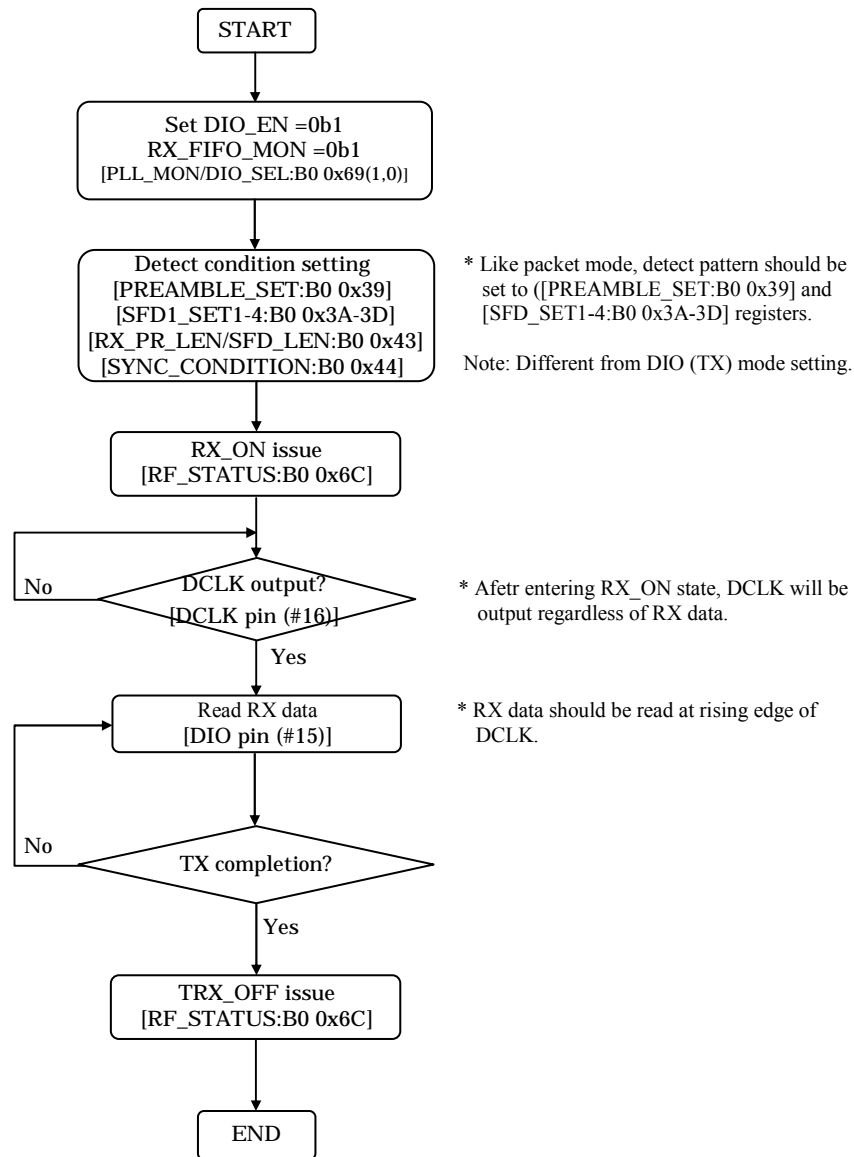 START
Set DIO_EN =0b1
RX_FIFO_MON =0b1
[PLL_MON/DIO_SEL:B0 0x69(1,0)]
Detect condition setting
[PREAMBLE_SET:B0 0x39]
[SFD1_SET1-4:B0 0x3A-3D]
[RX_PR_LEN/SFD_LEN:B0 0x43]
[SYNC_CONDITION:B0 0x44]
* Like packet mode, detect pattern should be
set to ([PREAMBLE_SET:B0 0x39] and
[SFD_SET1-4:B0 0x3A-3D] registers.
Note: Different from DIO (TX) mode setting.
RX_ON issue
[RF_STATUS:B0 0x6C]
No
DCLK output?
[DCLK pin (#16)]
* Afetr entering RX_ON state, DCLK will be
output regardless of RX data.
Yes
Read RX data
[DIO pin (#15)]
* RX data should be read at rising edge of
DCLK.
No
TX completion?
Yes
TRX_OFF issue
[RF_STATUS:B0 0x6C]
END